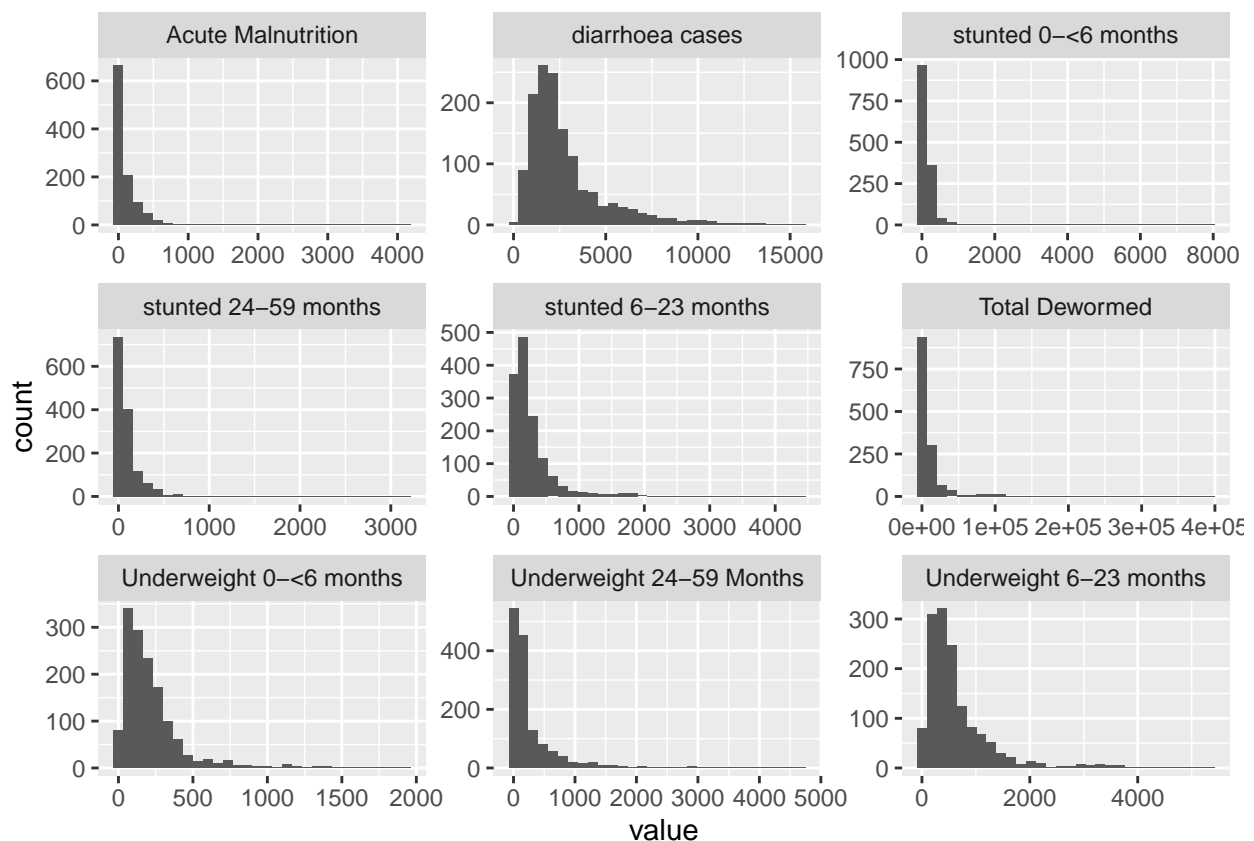 Acute Malnutrition
diarrhoea cases
stunted 0−<6 months
600
400
200
0
0 1000 2000 3000 4000
200
100
0
0 5000 10000 15000
1000
750
500
250
0
0 2000 4000 6000 8000
stunted 24−59 months
stunted 6−23 months
Total Dewormed
600
400
200
0
0 1000 2000 3000
500
400
300
200
100
0
0 1000 2000 3000 4000
750
500
250
0
0e+00 1e+05 2e+05 3e+05 4e+05
Underweight 0−<6 months
Underweight 24−59 Months
Underweight 6−23 months
300
200
100
0
0 500 1000 1500 2000
400
200
0
0 1000 2000 3000 4000 5000
300
200
100
0
0 2000 4000
count
value